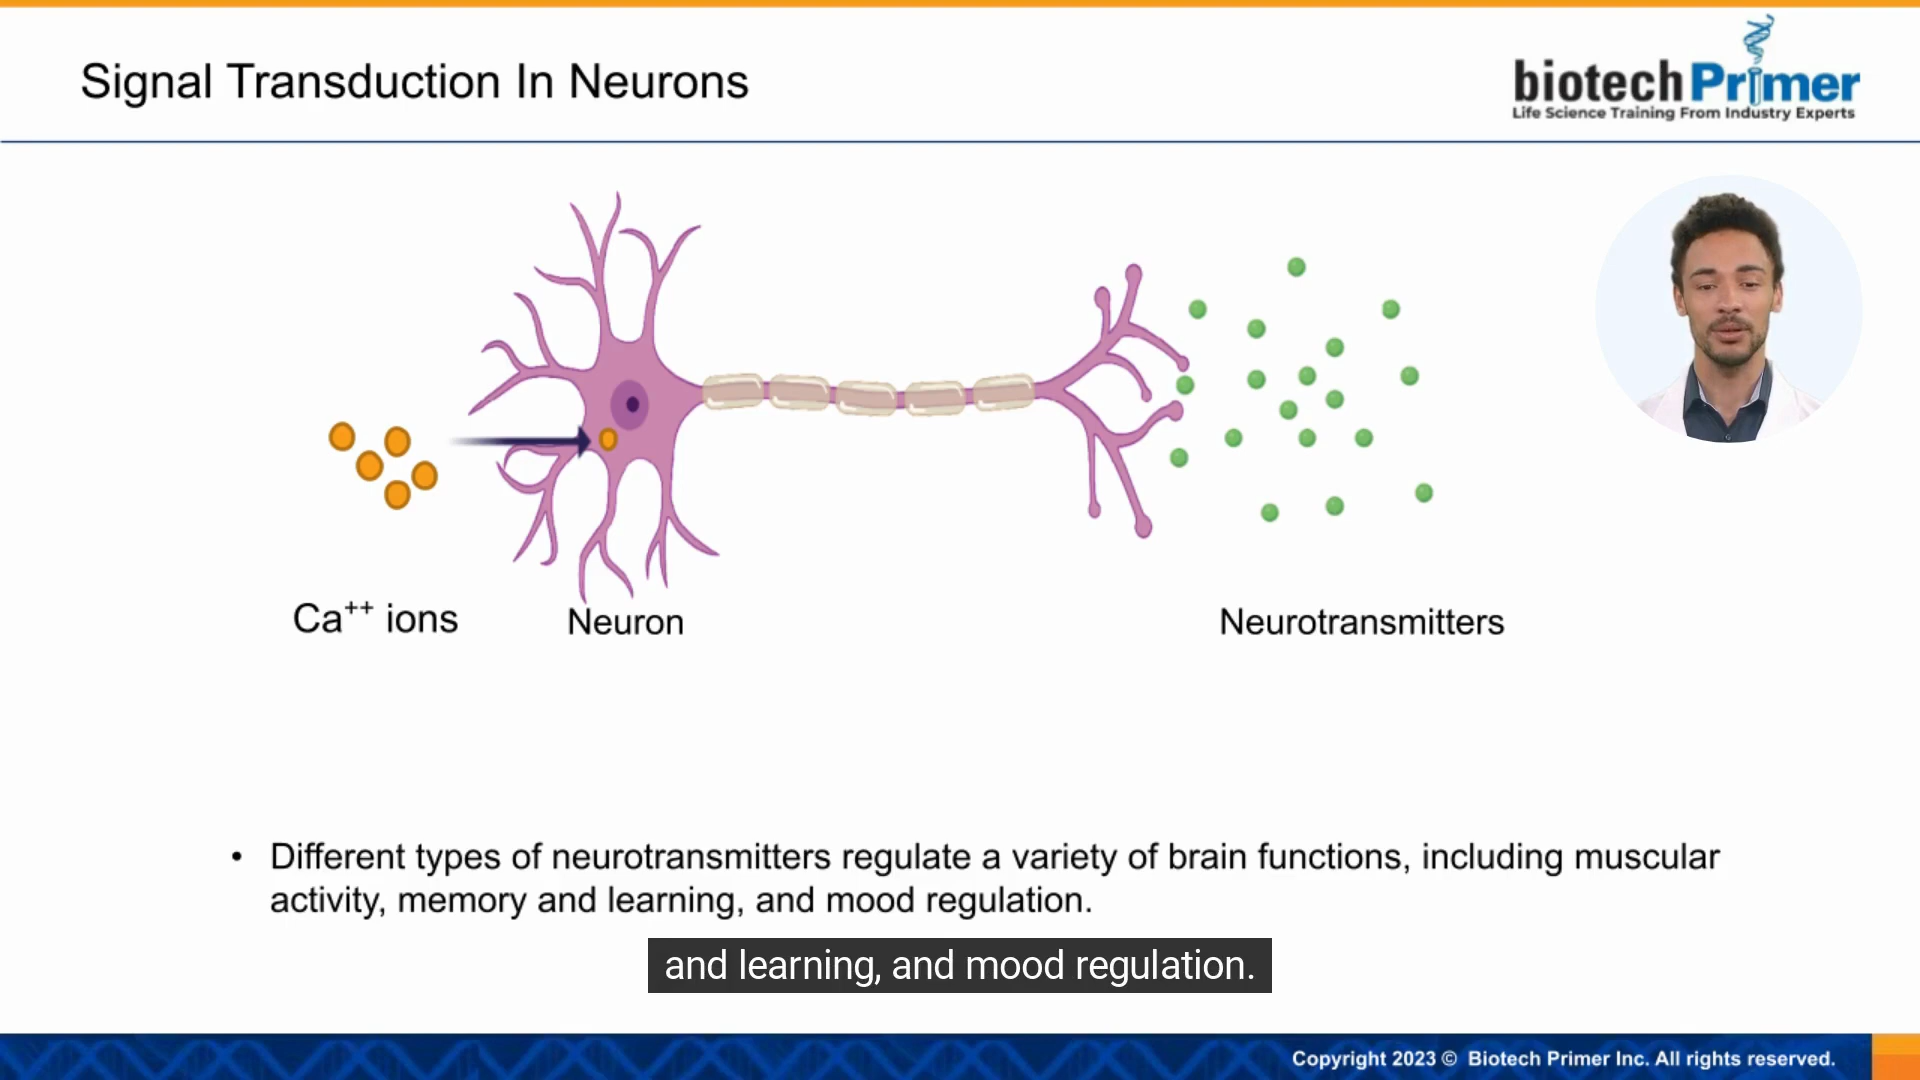 Signal Transduction In Neurons
biotech Primer
Life Science Training From Industry Experts
Ca⁺⁺ ions
Neuron
Neurotransmitters
• Different types of neurotransmitters regulate a variety of brain functions, including muscular
activity, memory and learning, and mood regulation.
and learning, and mood regulation.
Copyright 2023 © Biotech Primer Inc. All rights reserved.